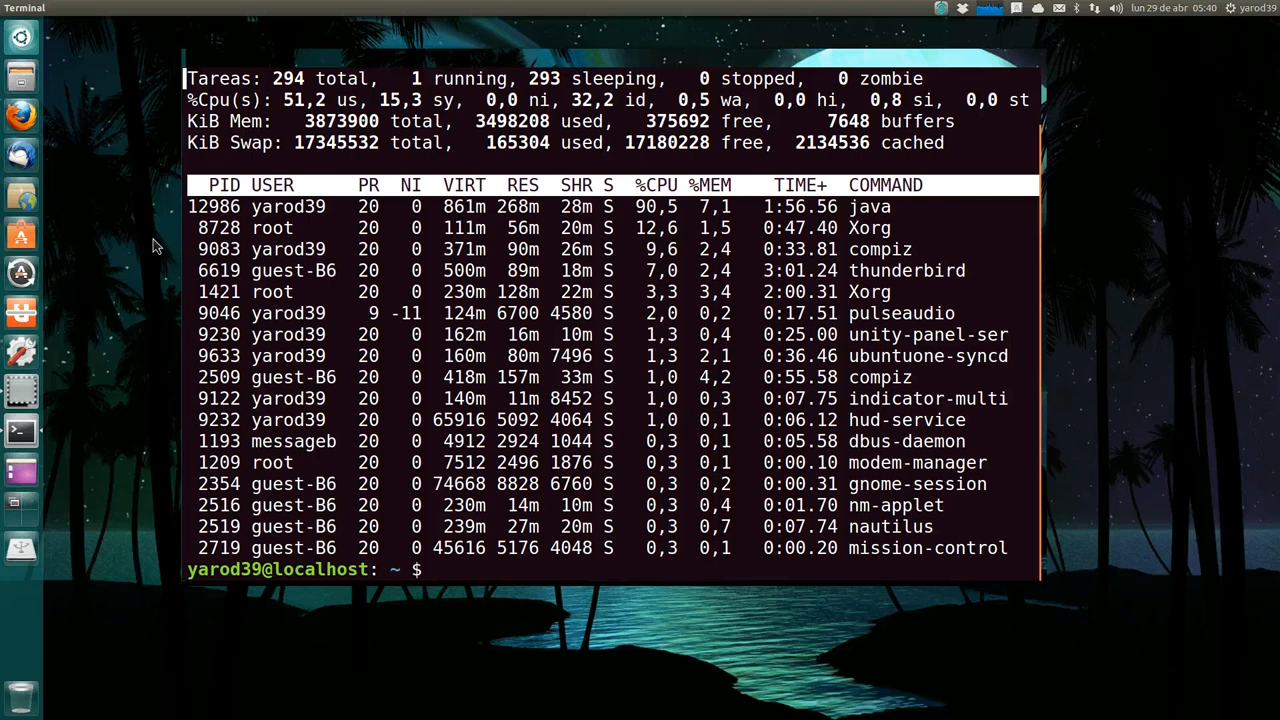 Terminal lun 29 de abr 05:40 yarod39
Tareas: 294 total, 1 running, 293 sleeping, 0 stopped, 0 zombie
%Cpu(s): 51,2 us, 15,3 sy, 0,0 ni, 32,2 id, 0,5 wa, 0,0 hi, 0,8 si, 0,0 st
KiB Mem: 3873900 total, 3498208 used, 375692 free, 7648 buffers
KiB Swap: 17345532 total, 165304 used, 17180228 free, 2134536 cached
PID USER PR NI VIRT RES SHR S %CPU %MEM TIME+ COMMAND
12986 yarod39 20 0 861m 268m 28m S 90,5 7,1 1:56.56 java
8728 root 20 0 111m 56m 20m S 12,6 1,5 0:47.40 Xorg
9083 yarod39 20 0 371m 90m 26m S 9,6 2,4 0:33.81 compiz
6619 guest-B6 20 0 500m 89m 18m S 7,0 2,4 3:01.24 thunderbird
1421 root 20 0 230m 128m 22m S 3,3 3,4 2:00.31 Xorg
9046 yarod39 9 -11 124m 6700 4580 S 2,0 0,2 0:17.51 pulseaudio
9230 yarod39 20 0 162m 16m 10m S 1,3 0,4 0:25.00 unity-panel-ser
9633 yarod39 20 0 160m 80m 7496 S 1,3 2,1 0:36.46 ubuntuone-syncd
2509 guest-B6 20 0 418m 157m 33m S 1,0 4,2 0:55.58 compiz
9122 yarod39 20 0 140m 11m 8452 S 1,0 0,3 0:07.75 indicator-multi
9232 yarod39 20 0 65916 5092 4064 S 1,0 0,1 0:06.12 hud-service
1193 messageb 20 0 4912 2924 1044 S 0,3 0,1 0:05.58 dbus-daemon
1209 root 20 0 7512 2496 1876 S 0,3 0,1 0:00.10 modem-manager
2354 guest-B6 20 0 74668 8828 6760 S 0,3 0,2 0:00.31 gnome-session
2516 guest-B6 20 0 230m 14m 10m S 0,3 0,4 0:01.70 nm-applet
2519 guest-B6 20 0 239m 27m 20m S 0,3 0,7 0:07.74 nautilus
2719 guest-B6 20 0 45616 5176 4048 S 0,3 0,1 0:00.20 mission-control
yarod39@localhost: ~ $